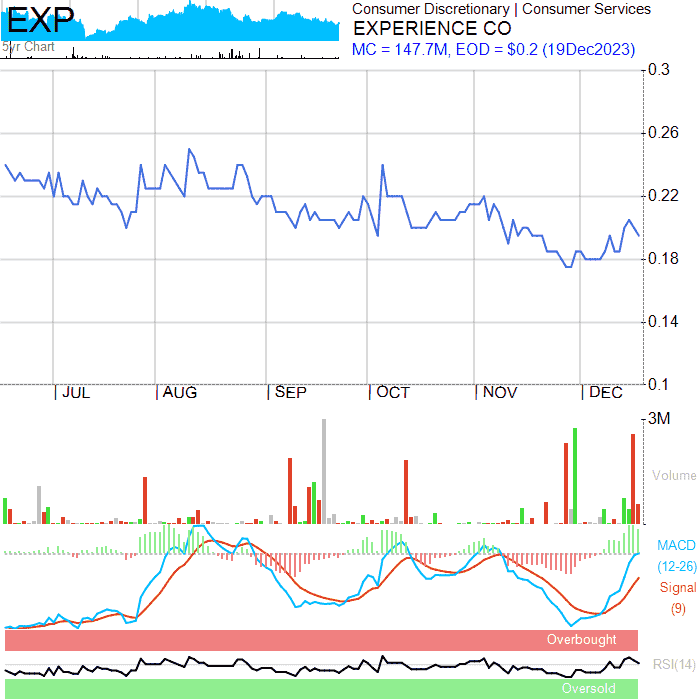 EXP
5yr Chart
Consumer Discretionary | Consumer Services
EXPERIENCE CO
MC = 147.7M, EOD = $0.2 (19Dec2023)
0.3
0.26
0.22
0.18
0.14
0.1
JUL AUG SEP OCT NOV DEC
3M
Volume
MACD
(12-26)
Signal
(9)
Overbought
RSI(14)
Oversold